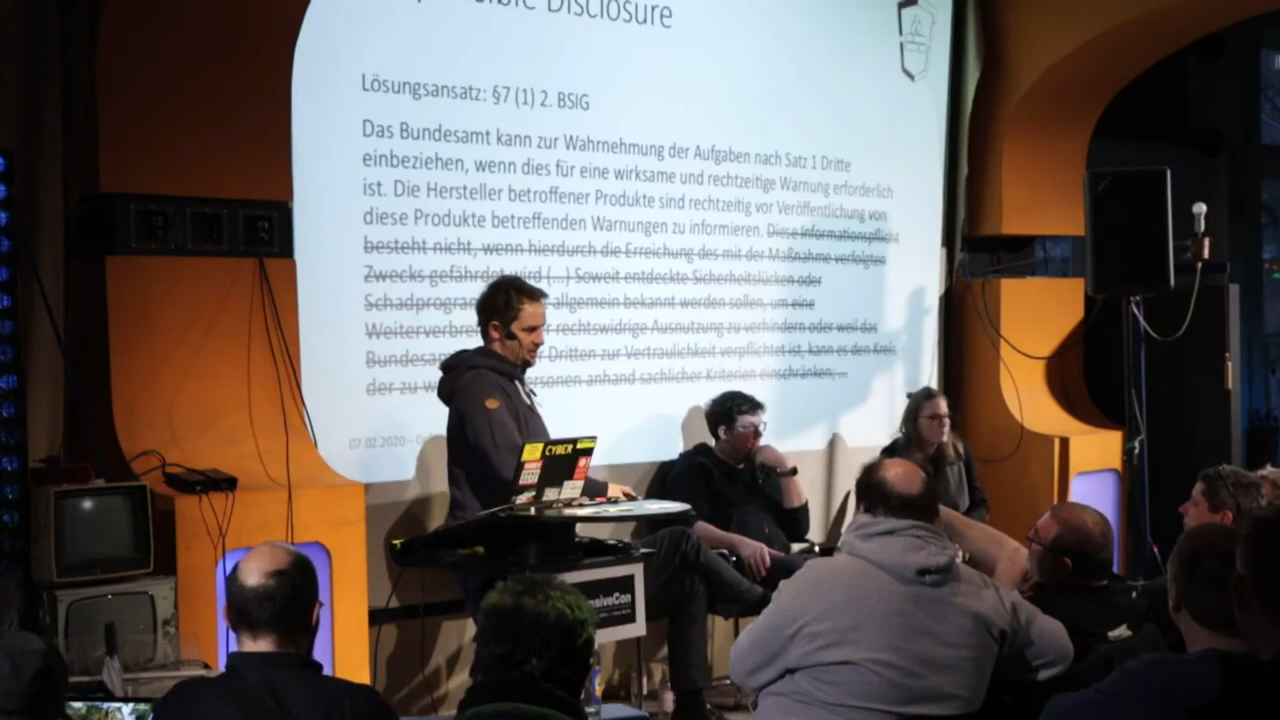 Disclosure
Lösungsansatz: §7 (1) 2. BSIG
Das Bundesamt kann zur Wahrnehmung der Aufgaben nach Satz 1 Dritte
einbeziehen, wenn dies für eine wirksame und rechtzeitige Warnung erforderlich
ist. Die Hersteller betroffener Produkte sind rechtzeitig vor Veröffentlichung von
diese Produkte betreffenden Warnungen zu informieren. Diese Informationspflicht
besteht nicht, wenn hierdurch die Erreichung des mit der Maßnahme verfolgten
Zwecks gefährdet wird (...) Soweit entdeckte Sicherheitslücken oder
allgemein bekannt werden sollen, um eine
rechtswidrige Ausnutzung zu verhindern oder weil das
Dritten zur Vertraulichkeit verpflichtet ist, kann es den Kreis
der zu anhand sachlicher Kriterien einschränken; ...
07.02.2020 –
CYBER
nsiveCon